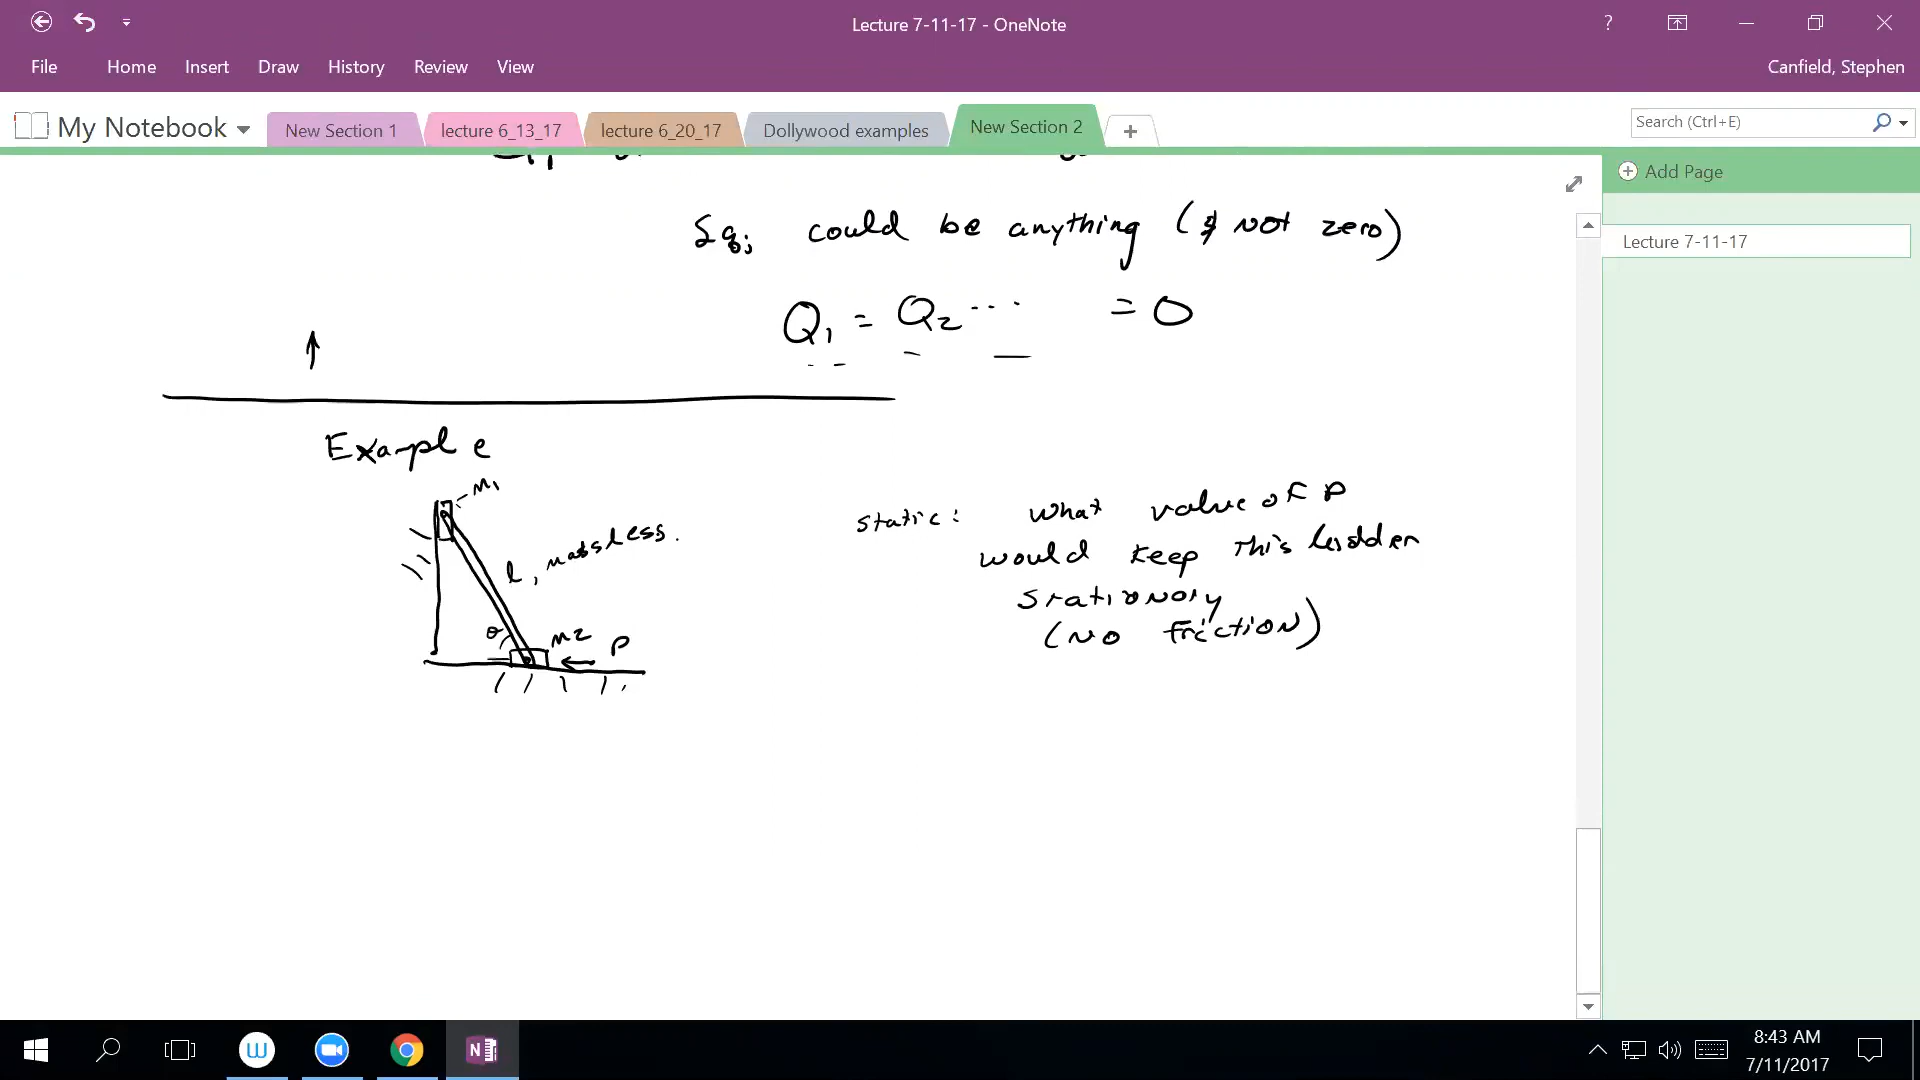 Lecture 7-11-17 - OneNote
?
File Home Insert Draw History Review View
Canfield, Stephen
My Notebook
New Section 1
lecture 6_13_17
lecture 6_20_17
Dollywood examples
New Section 2
+
Search (Ctrl+E)
Add Page
Lecture 7-11-17
δqj could be anything (& not zero)
Q1 = Q2 ... = 0
Example
M1
l, massless.
θ
M2
P
static: what value of P
would keep this ladder
stationary
(no friction)
8:43 AM
7/11/2017